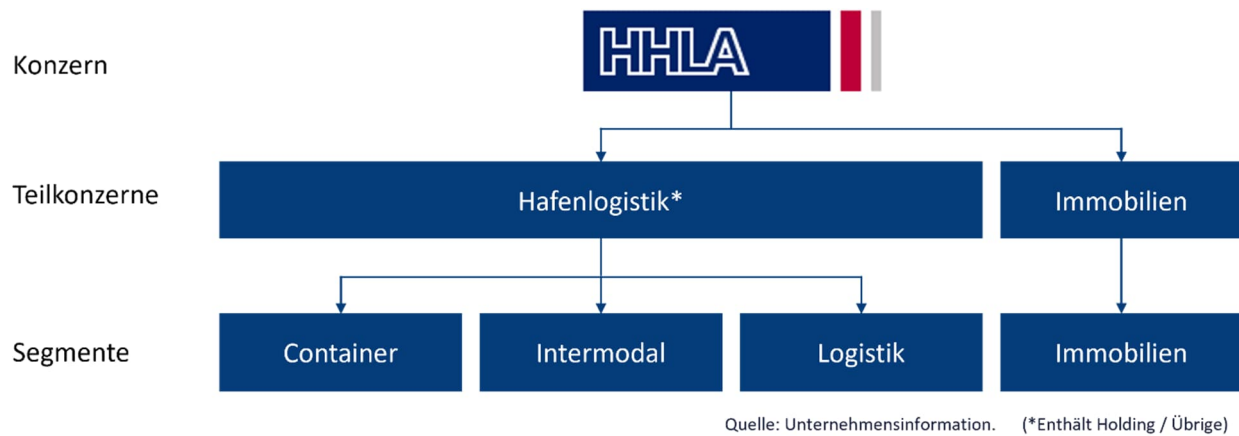 Konzern
HHLA
Teilkonzerne
Hafenlogistik*
Immobilien
Segmente
Container
Intermodal
Logistik
Immobilien
Quelle: Unternehmensinformation. (*Enthält Holding / Übrige)